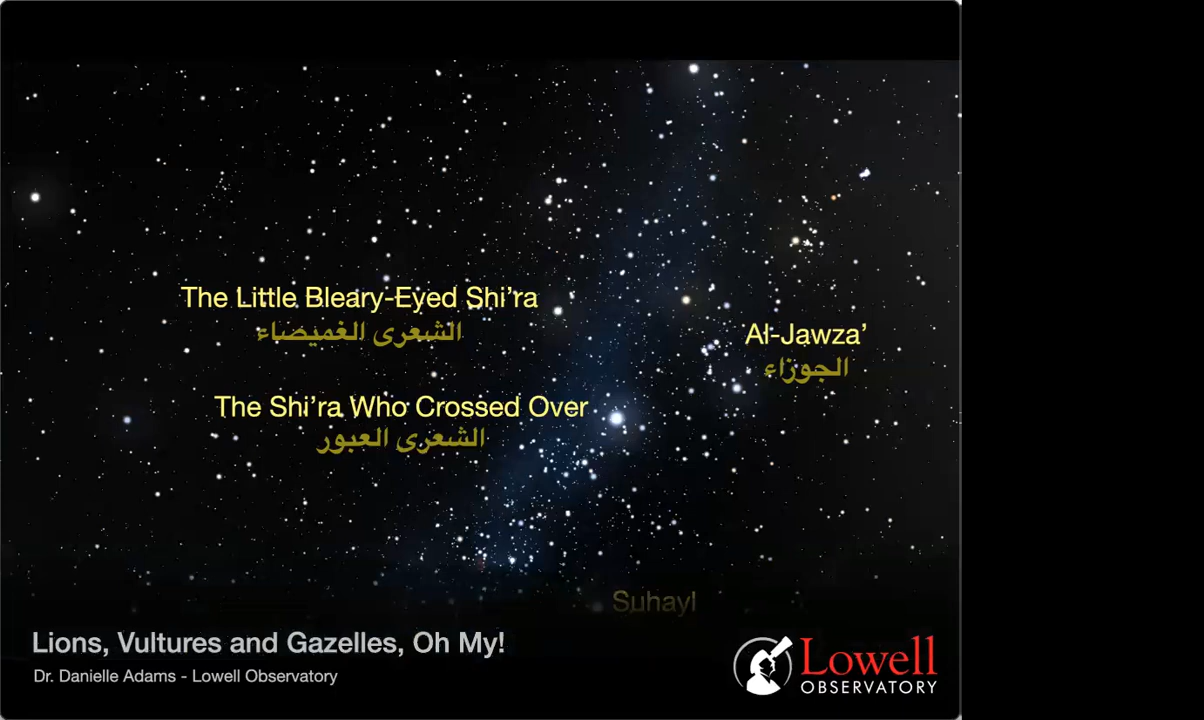 The Little Bleary-Eyed Shi'ra
الشعرى الغميضاء
Al-Jawza'
الجوزاء
The Shi'ra Who Crossed Over
الشعرى العبور
Suhayl
Lions, Vultures and Gazelles, Oh My!
Dr. Danielle Adams - Lowell Observatory
Lowell
OBSERVATORY